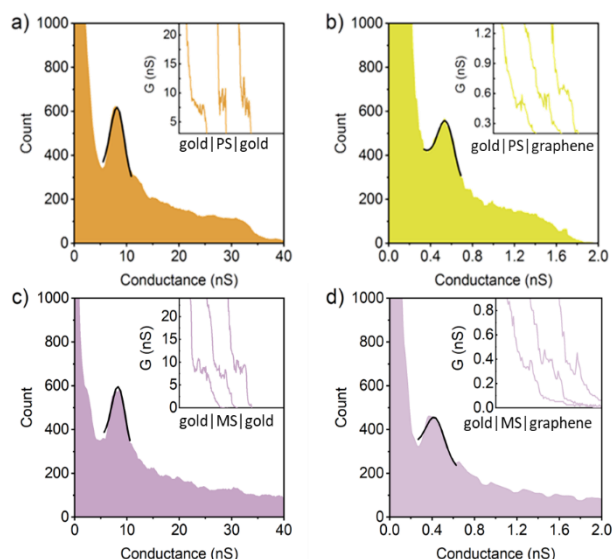 a)
1000
800
600
400
200
0
Count
0 10 20 30 40
Conductance (nS)
G (nS)
20
15
10
5
gold|PS|gold
b)
1000
800
600
400
200
0
Count
0.0 0.4 0.8 1.2 1.6 2.0
Conductance (nS)
G (nS)
1.2
0.9
0.6
0.3
gold|PS|graphene
c)
1000
800
600
400
200
0
Count
0 10 20 30 40
Conductance (nS)
G (nS)
20
15
10
5
0
gold|MS|gold
d)
1000
800
600
400
200
0
Count
0.0 0.4 0.8 1.2 1.6 2.0
Conductance (nS)
G (nS)
0.8
0.6
0.4
0.2
0.0
gold|MS|graphene